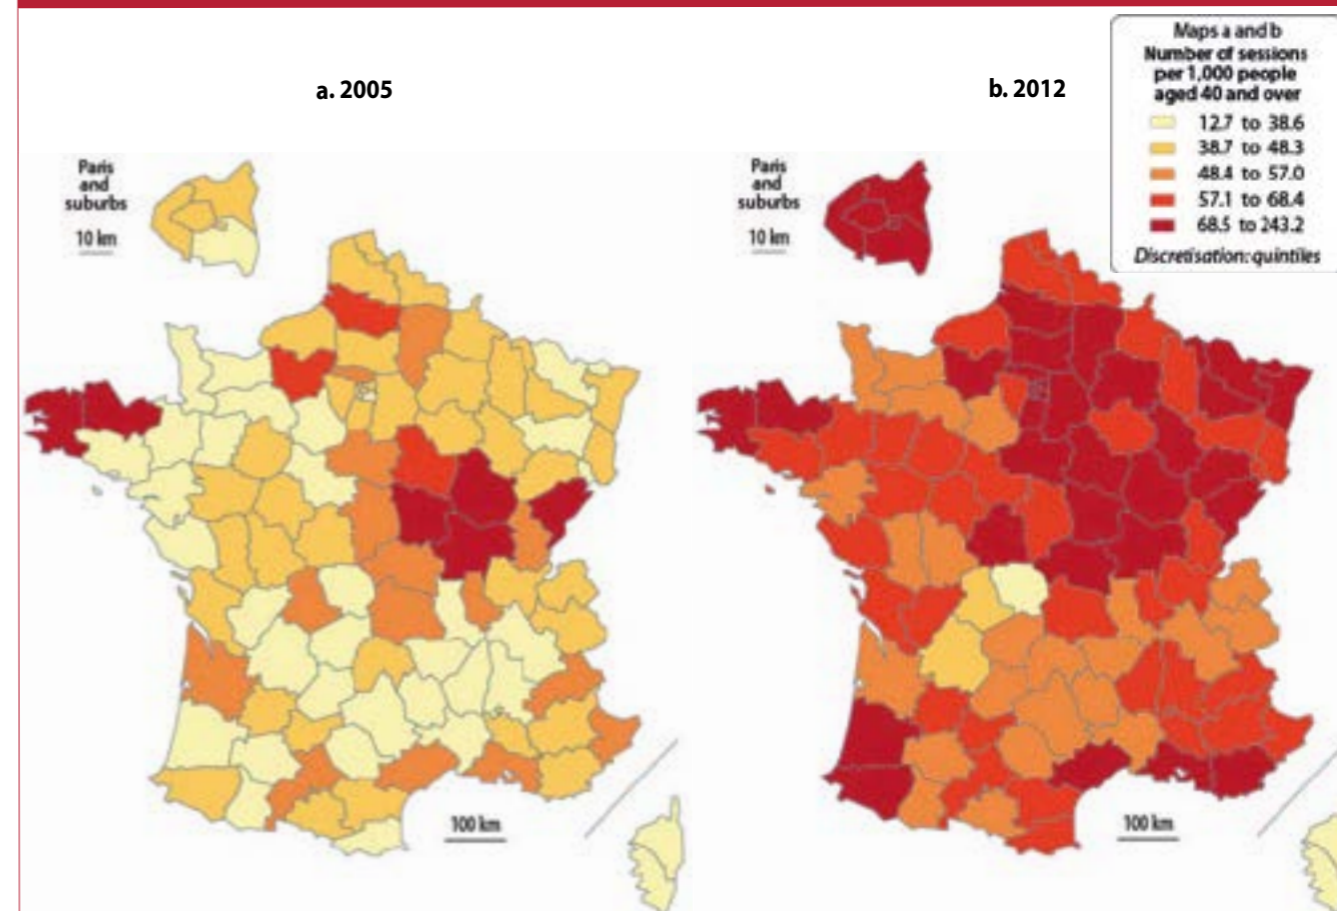 Maps a and b
Number of sessions
per 1,000 people
aged 40 and over
12.7 to 38.6
38.7 to 48.3
48.4 to 57.0
57.1 to 68.4
68.5 to 243.2
Discretisation: quintiles
a. 2005
Paris
and
suburbs
10 km
100 km
b. 2012
Paris
and
suburbs
10 km
100 km